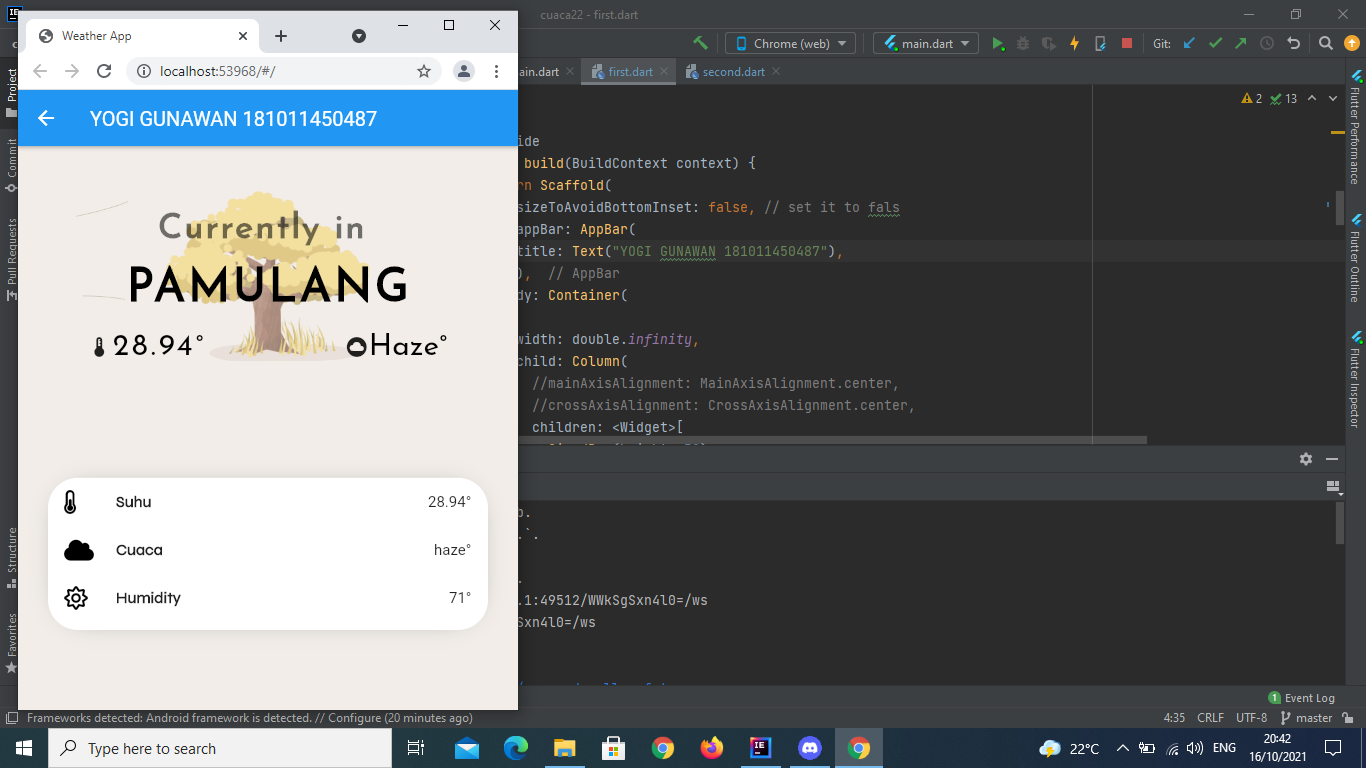 cuaca22 - first.dart
Weather App
localhost:53968/#/
Chrome (web)
main.dart
Git:
ain.dart
first.dart
second.dart
Project
Commit
Pull Requests
Structure
Favorites
YOGI GUNAWAN 181011450487
Currently in
PAMULANG
28.94°
Haze°
Suhu
28.94°
Cuaca
haze°
Humidity
71°
2
13
ide
build(BuildContext context) {
rn Scaffold(
sizeToAvoidBottomInset: false, // set it to fals
appBar: AppBar(
title: Text("YOGI GUNAWAN 181011450487"),
), // AppBar
dy: Container(
width: double.infinity,
child: Column(
//mainAxisAlignment: MainAxisAlignment.center,
//crossAxisAlignment: CrossAxisAlignment.center,
children: <Widget>[
.`.
.1:49512/WWkSgSxn4l0=/ws
Sxn4l0=/ws
Flutter Performance
Flutter Outline
Flutter Inspector
1 Event Log
Frameworks detected: Android framework is detected. // Configure (20 minutes ago)
4:35 CRLF UTF-8 master
Type here to search
22°C
ENG
20:42
16/10/2021